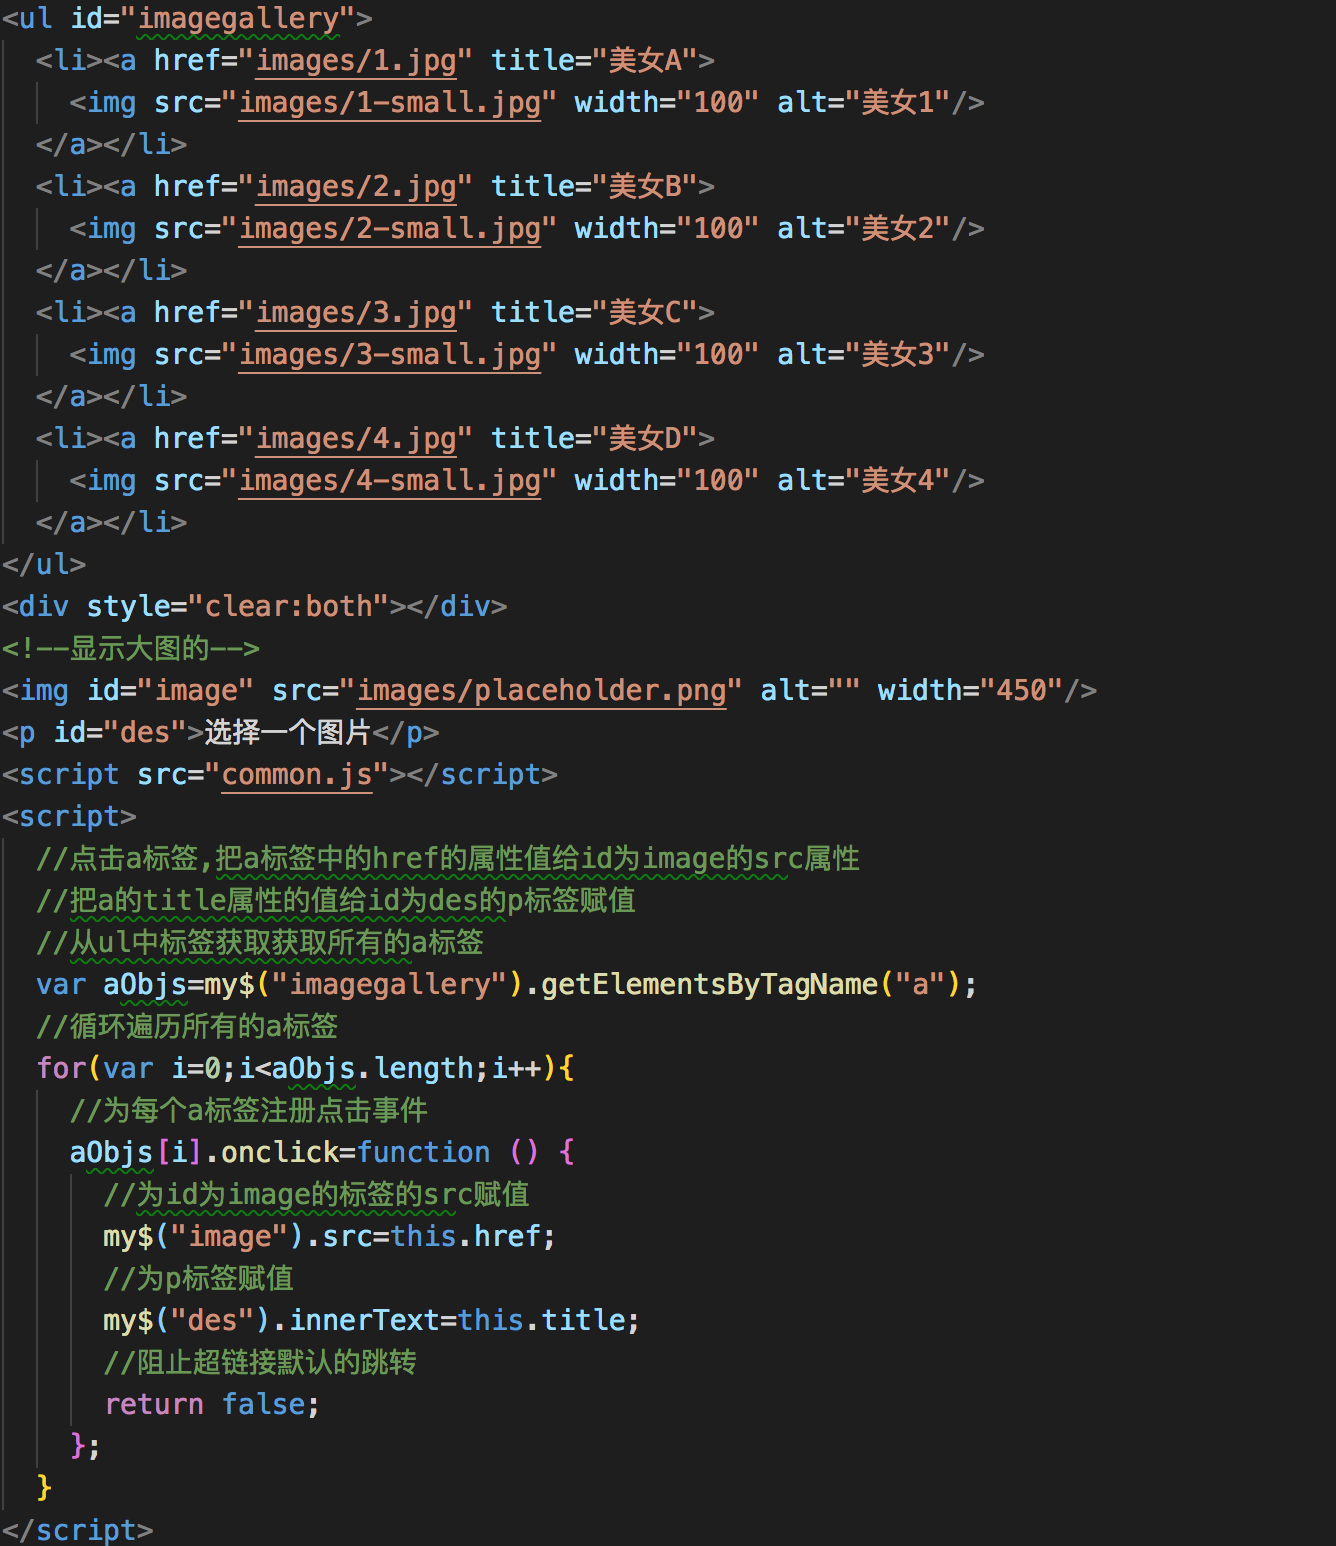 <ul id="imagegallery">
  <li><a href="images/1.jpg" title="美女A">
    <img src="images/1-small.jpg" width="100" alt="美女1"/>
  </a></li>
  <li><a href="images/2.jpg" title="美女B">
    <img src="images/2-small.jpg" width="100" alt="美女2"/>
  </a></li>
  <li><a href="images/3.jpg" title="美女C">
    <img src="images/3-small.jpg" width="100" alt="美女3"/>
  </a></li>
  <li><a href="images/4.jpg" title="美女D">
    <img src="images/4-small.jpg" width="100" alt="美女4"/>
  </a></li>
</ul>
<div style="clear:both"></div>
<!--显示大图的-->
<img id="image" src="images/placeholder.png" alt="" width="450"/>
<p id="des">选择一个图片</p>
<script src="common.js"></script>
<script>
  //点击a标签,把a标签中的href的属性值给id为image的src属性
  //把a的title属性的值给id为des的p标签赋值
  //从ul中标签获取获取所有的a标签
  var aObjs=my$("imagegallery").getElementsByTagName("a");
  //循环遍历所有的a标签
  for(var i=0;i<aObjs.length;i++){
    //为每个a标签注册点击事件
    aObjs[i].onclick=function () {
      //为id为image的标签的src赋值
      my$("image").src=this.href;
      //为p标签赋值
      my$("des").innerText=this.title;
      //阻止超链接默认的跳转
      return false;
    };
  }
</script>